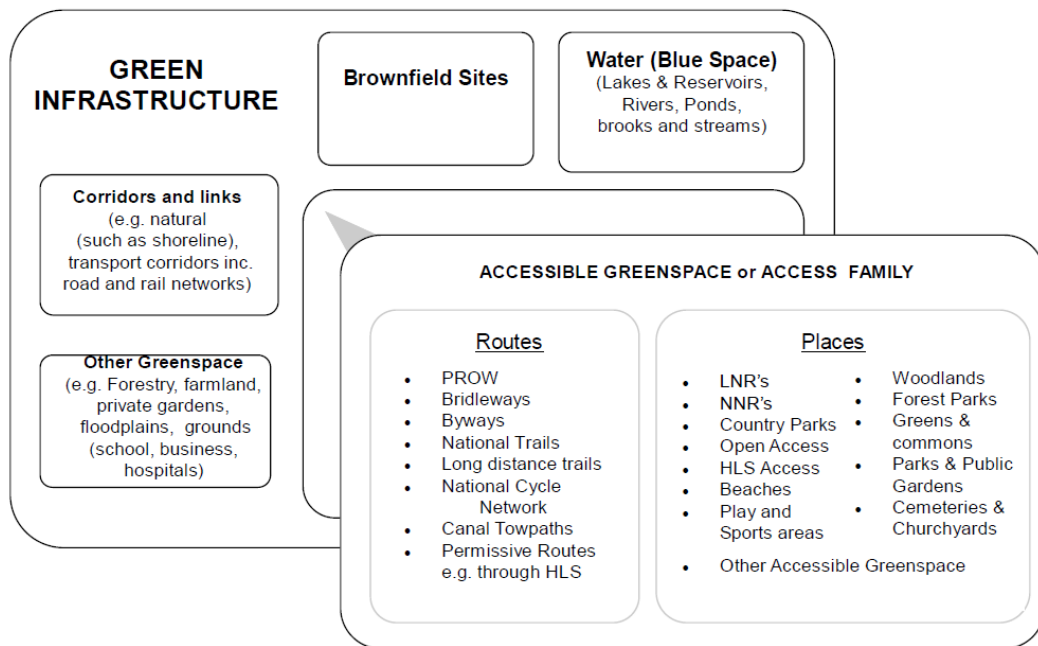 GREEN
INFRASTRUCTURE
Brownfield Sites
Water (Blue Space)
(Lakes & Reservoirs,
Rivers, Ponds,
brooks and streams)
Corridors and links
(e.g. natural
(such as shoreline),
transport corridors inc.
road and rail networks)
Other Greenspace
(e.g. Forestry, farmland,
private gardens,
floodplains, grounds
(school, business,
hospitals)
ACCESSIBLE GREENSPACE or ACCESS FAMILY
Routes
• PROW
• Bridleways
• Byways
• National Trails
• Long distance trails
• National Cycle
Network
• Canal Towpaths
• Permissive Routes
e.g. through HLS
Places
• LNR's
• NNR's
• Country Parks
• Open Access
• HLS Access
• Beaches
• Play and
Sports areas
• Woodlands
• Forest Parks
• Greens &
commons
• Parks & Public
Gardens
• Cemeteries &
Churchyards
• Other Accessible Greenspace